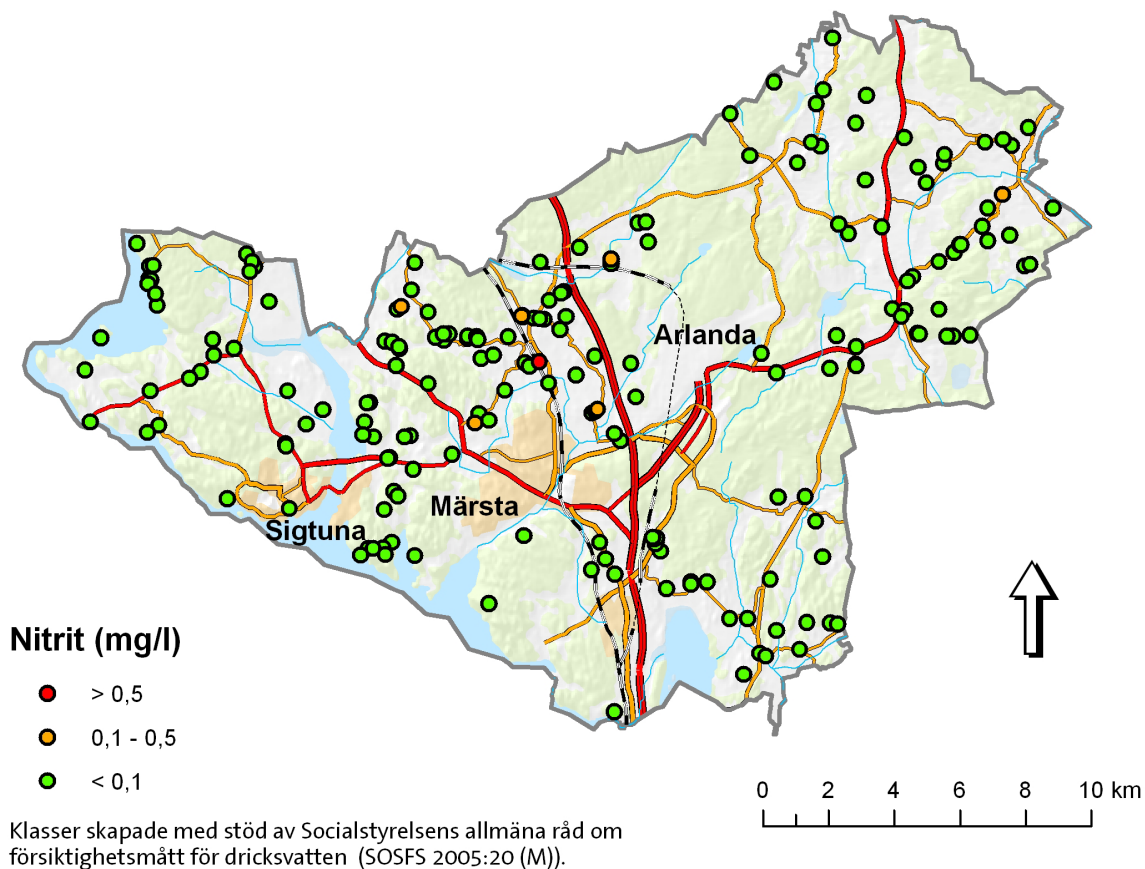 Arlanda
Märsta
Sigtuna
Nitrit (mg/l)
> 0,5
0,1 - 0,5
< 0,1
0 2 4 6 8 10 km
Klasser skapade med stöd av Socialstyrelsens allmäna råd om
försiktighetsmått för dricksvatten (SOSFS 2005:20 (M)).